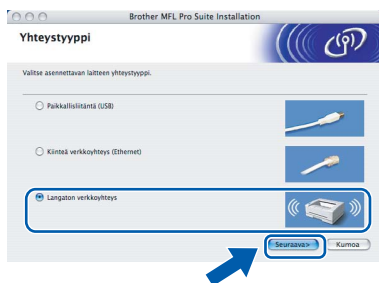 Brother MFL Pro Suite Installation
Yhteystyyppi
Valitse asennettavan laitteen yhteystyyppi.
Paikallisliitäntä (USB)
Kiinteä verkkoyhteys (Ethernet)
Langaton verkkoyhteys
Seuraava>
Kumoa